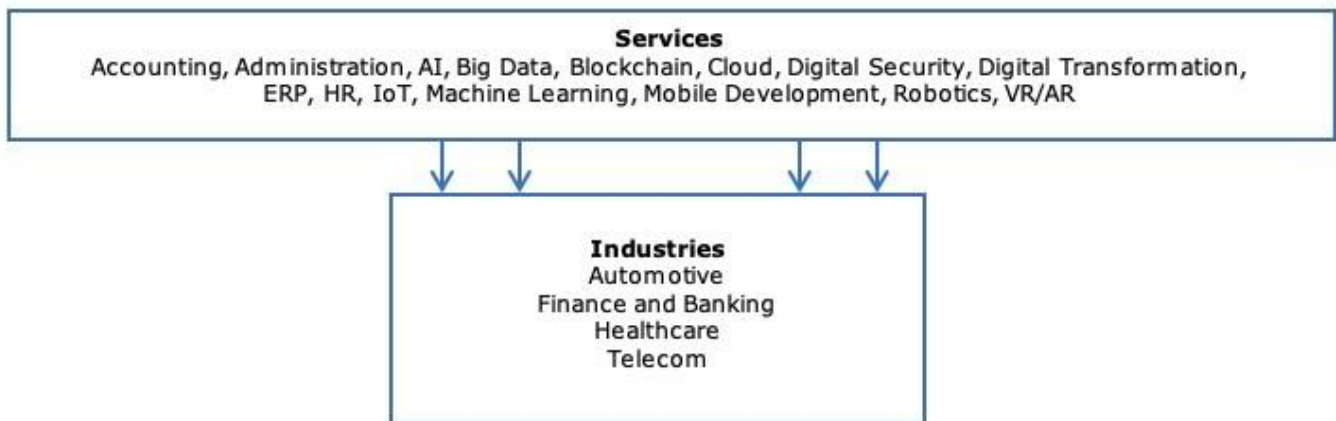 Services
Accounting, Administration, AI, Big Data, Blockchain, Cloud, Digital Security, Digital Transformation,
ERP, HR, IoT, Machine Learning, Mobile Development, Robotics, VR/AR
Industries
Automotive
Finance and Banking
Healthcare
Telecom